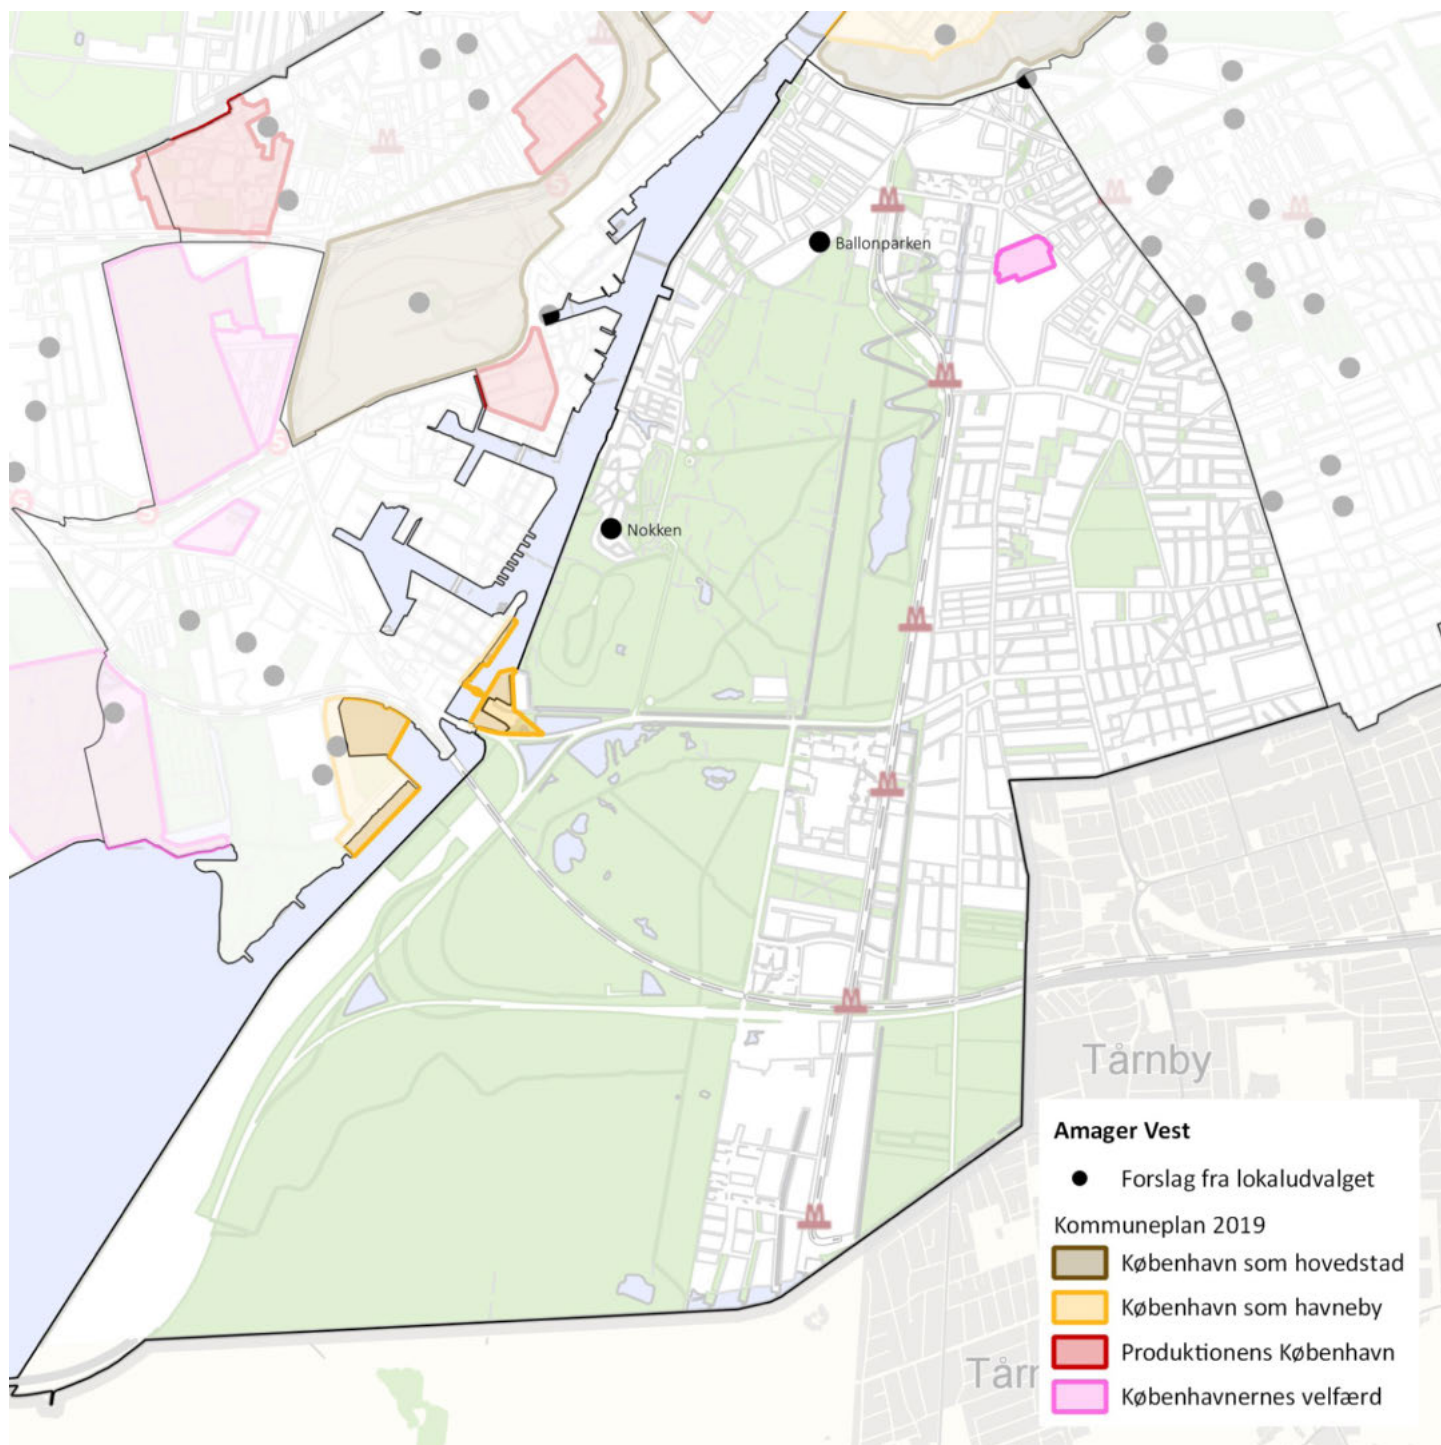 M
S
M
M
M
Ballonparken
M
S
S
S
Nokken
M
M
M
Tårnby
M
Amager Vest
Forslag fra lokaludvalget
Kommuneplan 2019
København som hovedstad
København som havneby
Produktionens København
Københavnernes velfærd
Tårn